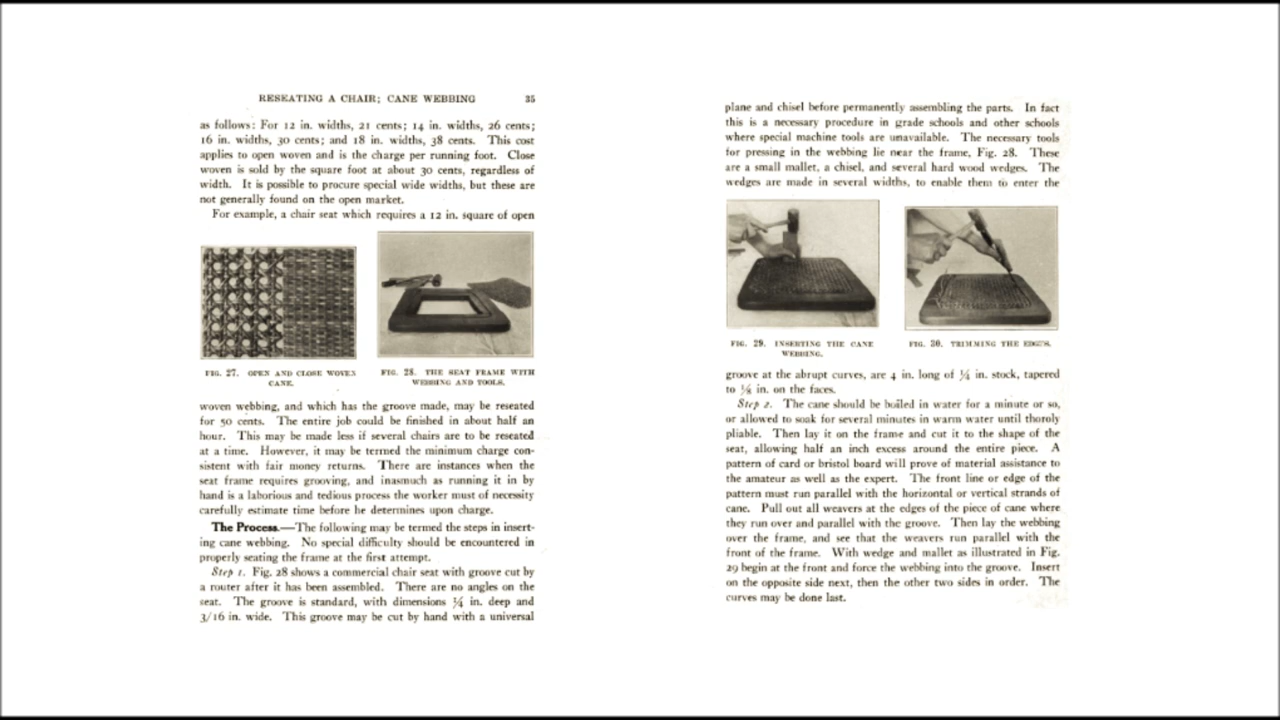 RESEATING A CHAIR; CANE WEBBING 35
as follows: For 12 in. widths, 21 cents; 14 in. widths, 26 cents;
16 in. widths, 30 cents; and 18 in. widths, 38 cents. This cost
applies to open woven and is the charge per running foot. Close
woven is sold by the square foot at about 30 cents, regardless of
width. It is possible to procure special wide widths, but these are
not generally found on the open market.
For example, a chair seat which requires a 12 in. square of open
FIG. 27. OPEN AND CLOSE WOVEN
CANE.
FIG. 28. THE SEAT FRAME WITH
WEBBING AND TOOLS.
woven webbing, and which has the groove made, may be reseated
for 50 cents. The entire job could be finished in about half an
hour. This may be made less if several chairs are to be reseated
at a time. However, it may be termed the minimum charge con-
sistent with fair money returns. There are instances when the
seat frame requires grooving, and inasmuch as running it in by
hand is a laborious and tedious process the worker must of necessity
carefully estimate time before he determines upon charge.
The Process.—The following may be termed the steps in insert-
ing cane webbing. No special difficulty should be encountered in
properly seating the frame at the first attempt.
Step 1. Fig. 28 shows a commercial chair seat with groove cut by
a router after it has been assembled. There are no angles on the
seat. The groove is standard, with dimensions ¼ in. deep and
3/16 in. wide. This groove may be cut by hand with a universal
plane and chisel before permanently assembling the parts. In fact
this is a necessary procedure in grade schools and other schools
where special machine tools are unavailable. The necessary tools
for pressing in the webbing lie near the frame, Fig. 28. These
are a small mallet, a chisel, and several hard wood wedges. The
wedges are made in several widths, to enable them to enter the
FIG. 29. INSERTING THE CANE
WEBBING.
FIG. 30. TRIMMING THE EDGES.
groove at the abrupt curves, are 4 in. long of ¼ in. stock, tapered
to ⅛ in. on the faces.
Step 2. The cane should be boiled in water for a minute or so,
or allowed to soak for several minutes in warm water until thoroly
pliable. Then lay it on the frame and cut it to the shape of the
seat, allowing half an inch excess around the entire piece. A
pattern of card or bristol board will prove of material assistance to
the amateur as well as the expert. The front line or edge of the
pattern must run parallel with the horizontal or vertical strands of
cane. Pull out all weavers at the edges of the piece of cane where
they run over and parallel with the groove. Then lay the webbing
over the frame, and see that the weavers run parallel with the
front of the frame. With wedge and mallet as illustrated in Fig.
29 begin at the front and force the webbing into the groove. Insert
on the opposite side next, then the other two sides in order. The
curves may be done last.